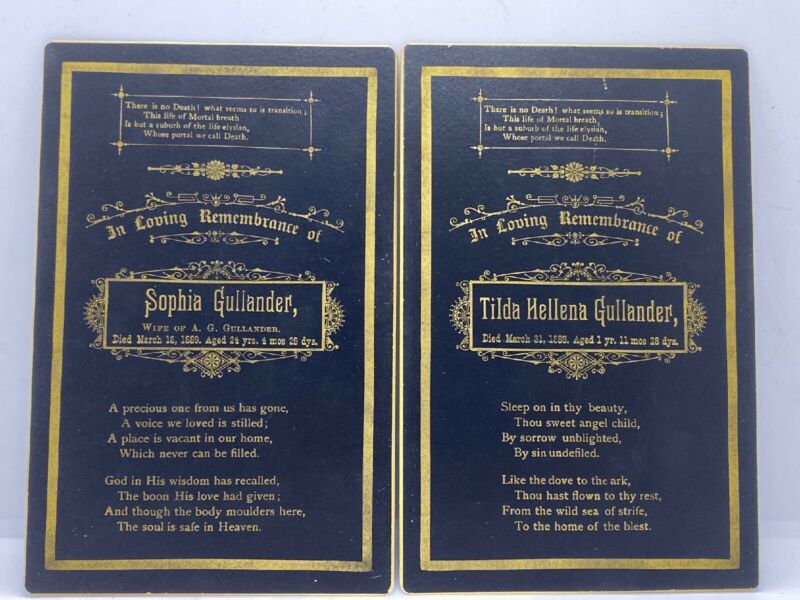 There is no Death! what seems so is transition;
This life of Mortal breath
Is but a suburb of the life elysian,
Whose portal we call Death.
In Loving Remembrance of
Sophia Gullander,
WIFE OF A. G. GULLANDER.
Died March 18, 1889. Aged 24 yrs. 4 mos 29 dys.
A precious one from us has gone,
A voice we loved is stilled;
A place is vacant in our home,
Which never can be filled.
God in His wisdom has recalled,
The boon His love had given;
And though the body moulders here,
The soul is safe in Heaven.
There is no Death! what seems so is transition;
This life of Mortal breath
Is but a suburb of the life elysian,
Whose portal we call Death.
In Loving Remembrance of
Tilda Hellena Gullander,
Died March 31, 1889. Aged 1 yr. 11 mos 28 dys.
Sleep on in thy beauty,
Thou sweet angel child,
By sorrow unblighted,
By sin undefiled.
Like the dove to the ark,
Thou hast flown to thy rest,
From the wild sea of strife,
To the home of the blest.